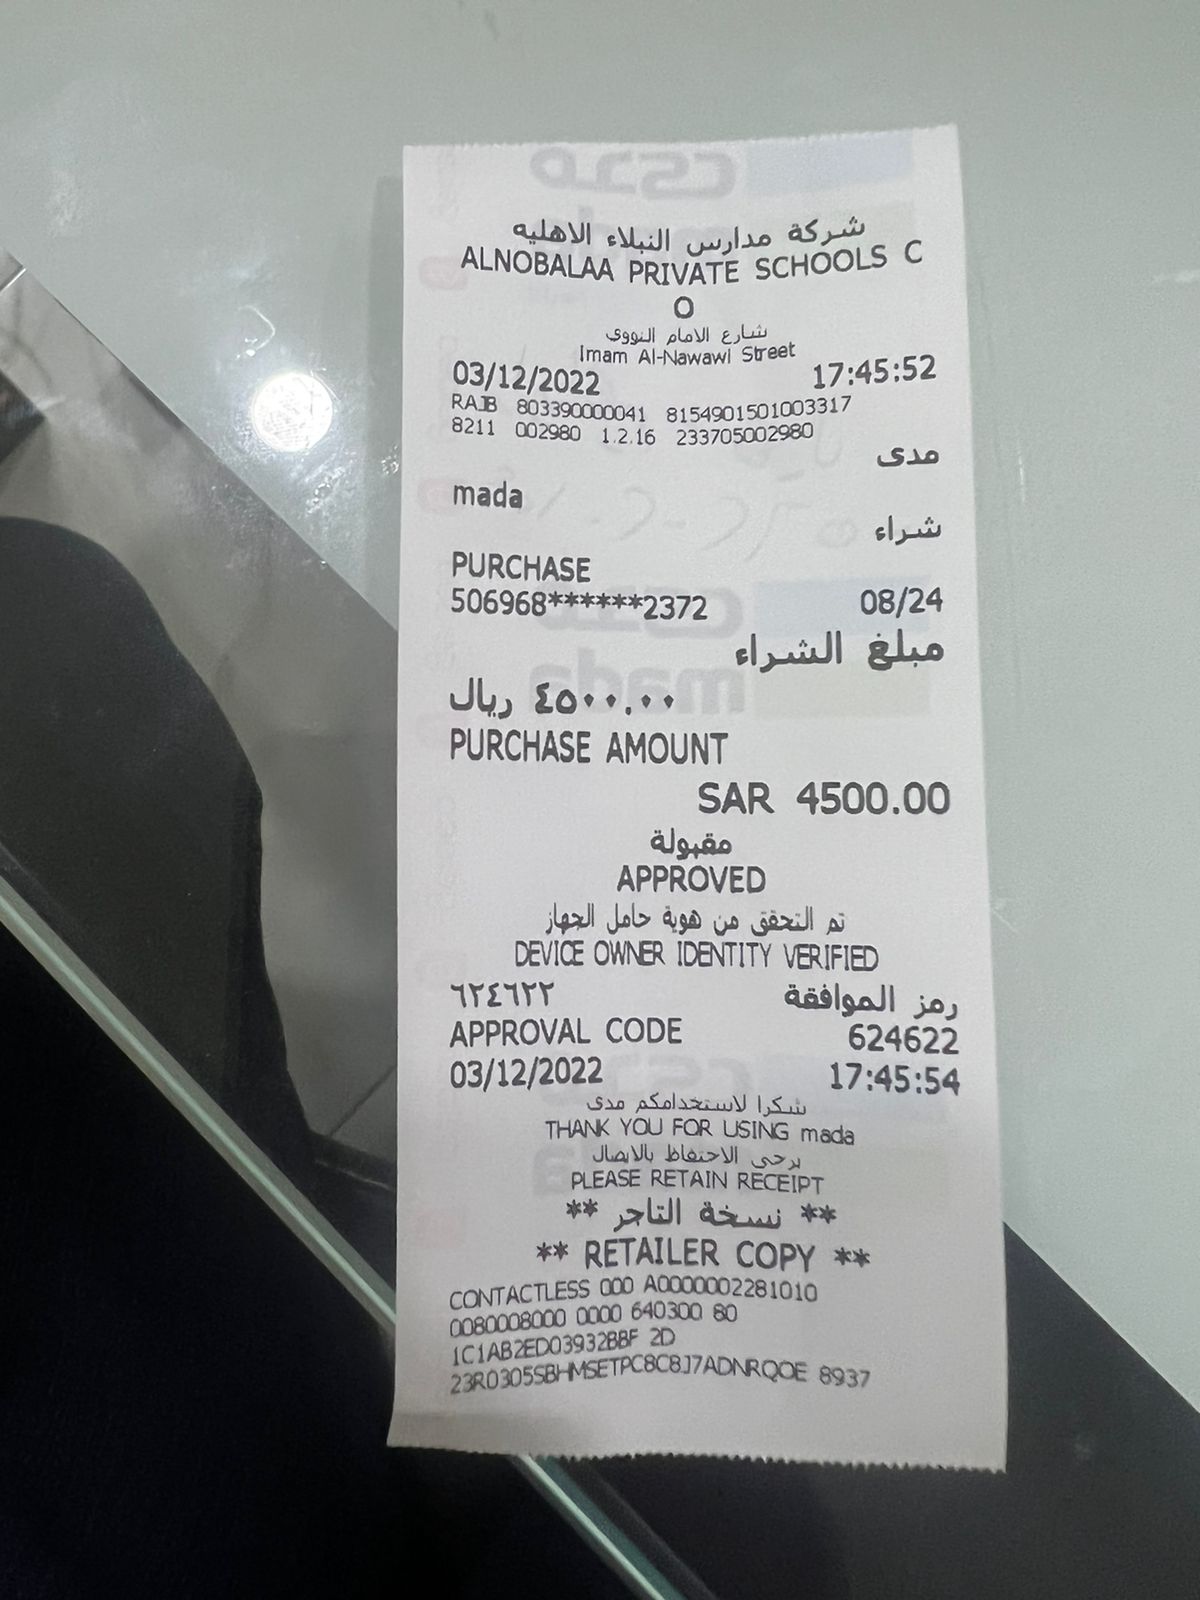 شركة مدارس النبلاء الاهليه
ALNOBALAA PRIVATE SCHOOLS C
O
شارع الامام النووي
Imam Al-Nawawi Street
03/12/2022 17:45:52
RAJB 803390000041 8154901501003317
8211 002980 1.2.16 233705002980
مدى
mada
شراء
PURCHASE
506968******2372 08/24
مبلغ الشراء
٤٥٠٠.٠٠ ريال
PURCHASE AMOUNT
SAR 4500.00
مقبولة
APPROVED
تم التحقق من هوية حامل الجهاز
DEVICE OWNER IDENTITY VERIFIED
رمز الموافقة ٦٢٤٦٢٢
APPROVAL CODE 624622
03/12/2022 17:45:54
شكرا لاستخدامكم مدى
THANK YOU FOR USING mada
يرجى الاحتفاظ بالايصال
PLEASE RETAIN RECEIPT
** نسخة التاجر **
** RETAILER COPY **
CONTACTLESS 000 A0000002281010
0080008000 0000 640300 80
1C1AB2ED03932BBF 2D
23R0305SBHMSETPC8C8J7ADNRQOE 8937